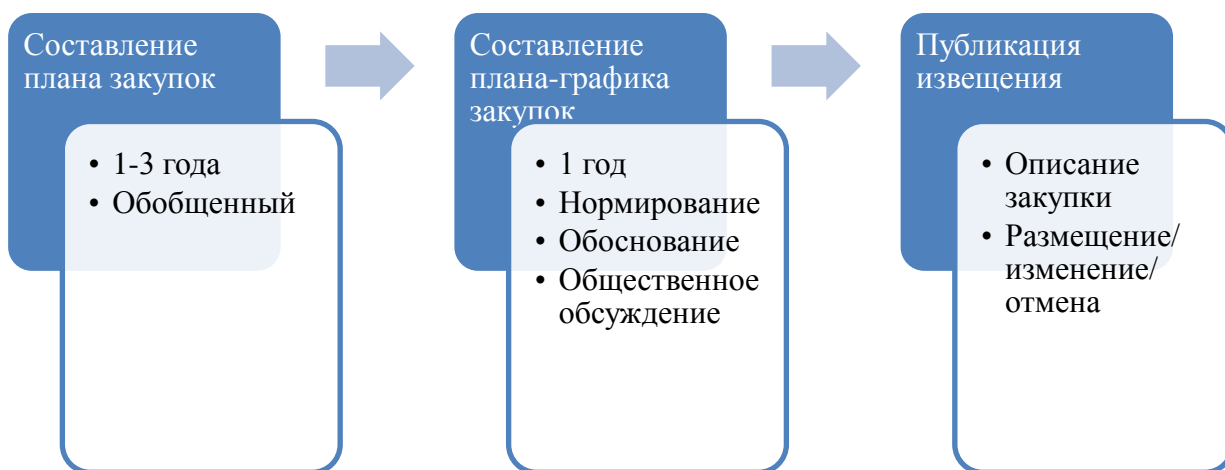 Составление
плана закупок
• 1-3 года
• Обобщенный
Составление
плана-графика
закупок
• 1 год
• Нормирование
• Обоснование
• Общественное
обсуждение
Публикация
извещения
• Описание
закупки
• Размещение/
изменение/
отмена